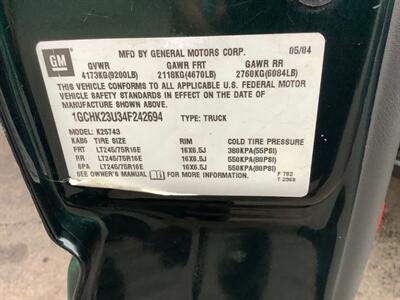 GM
MFD BY GENERAL MOTORS CORP. 05/04
GVWR GAWR FRT GAWR RR
4173KG(9200LB) 2118KG(4670LB) 2760KG(6084LB)
THIS VEHICLE CONFORMS TO ALL APPLICABLE U.S. FEDERAL MOTOR
VEHICLE SAFETY STANDARDS IN EFFECT ON THE DATE OF
MANUFACTURE SHOWN ABOVE.
1GCHK23U34F242694 TYPE: TRUCK
MODEL: K25743
KAB6 TIRE SIZE RIM COLD TIRE PRESSURE
FRT LT245/75R16E 16X6.5J 380KPA(55PSI)
RR LT245/75R16E 16X6.5J 550KPA(80PSI)
SPA LT245/75R16E 16X6.5J 550KPA(80PSI)
SEE OWNER'S MANUAL FOR MORE INFORMATION. F 792
T 2968